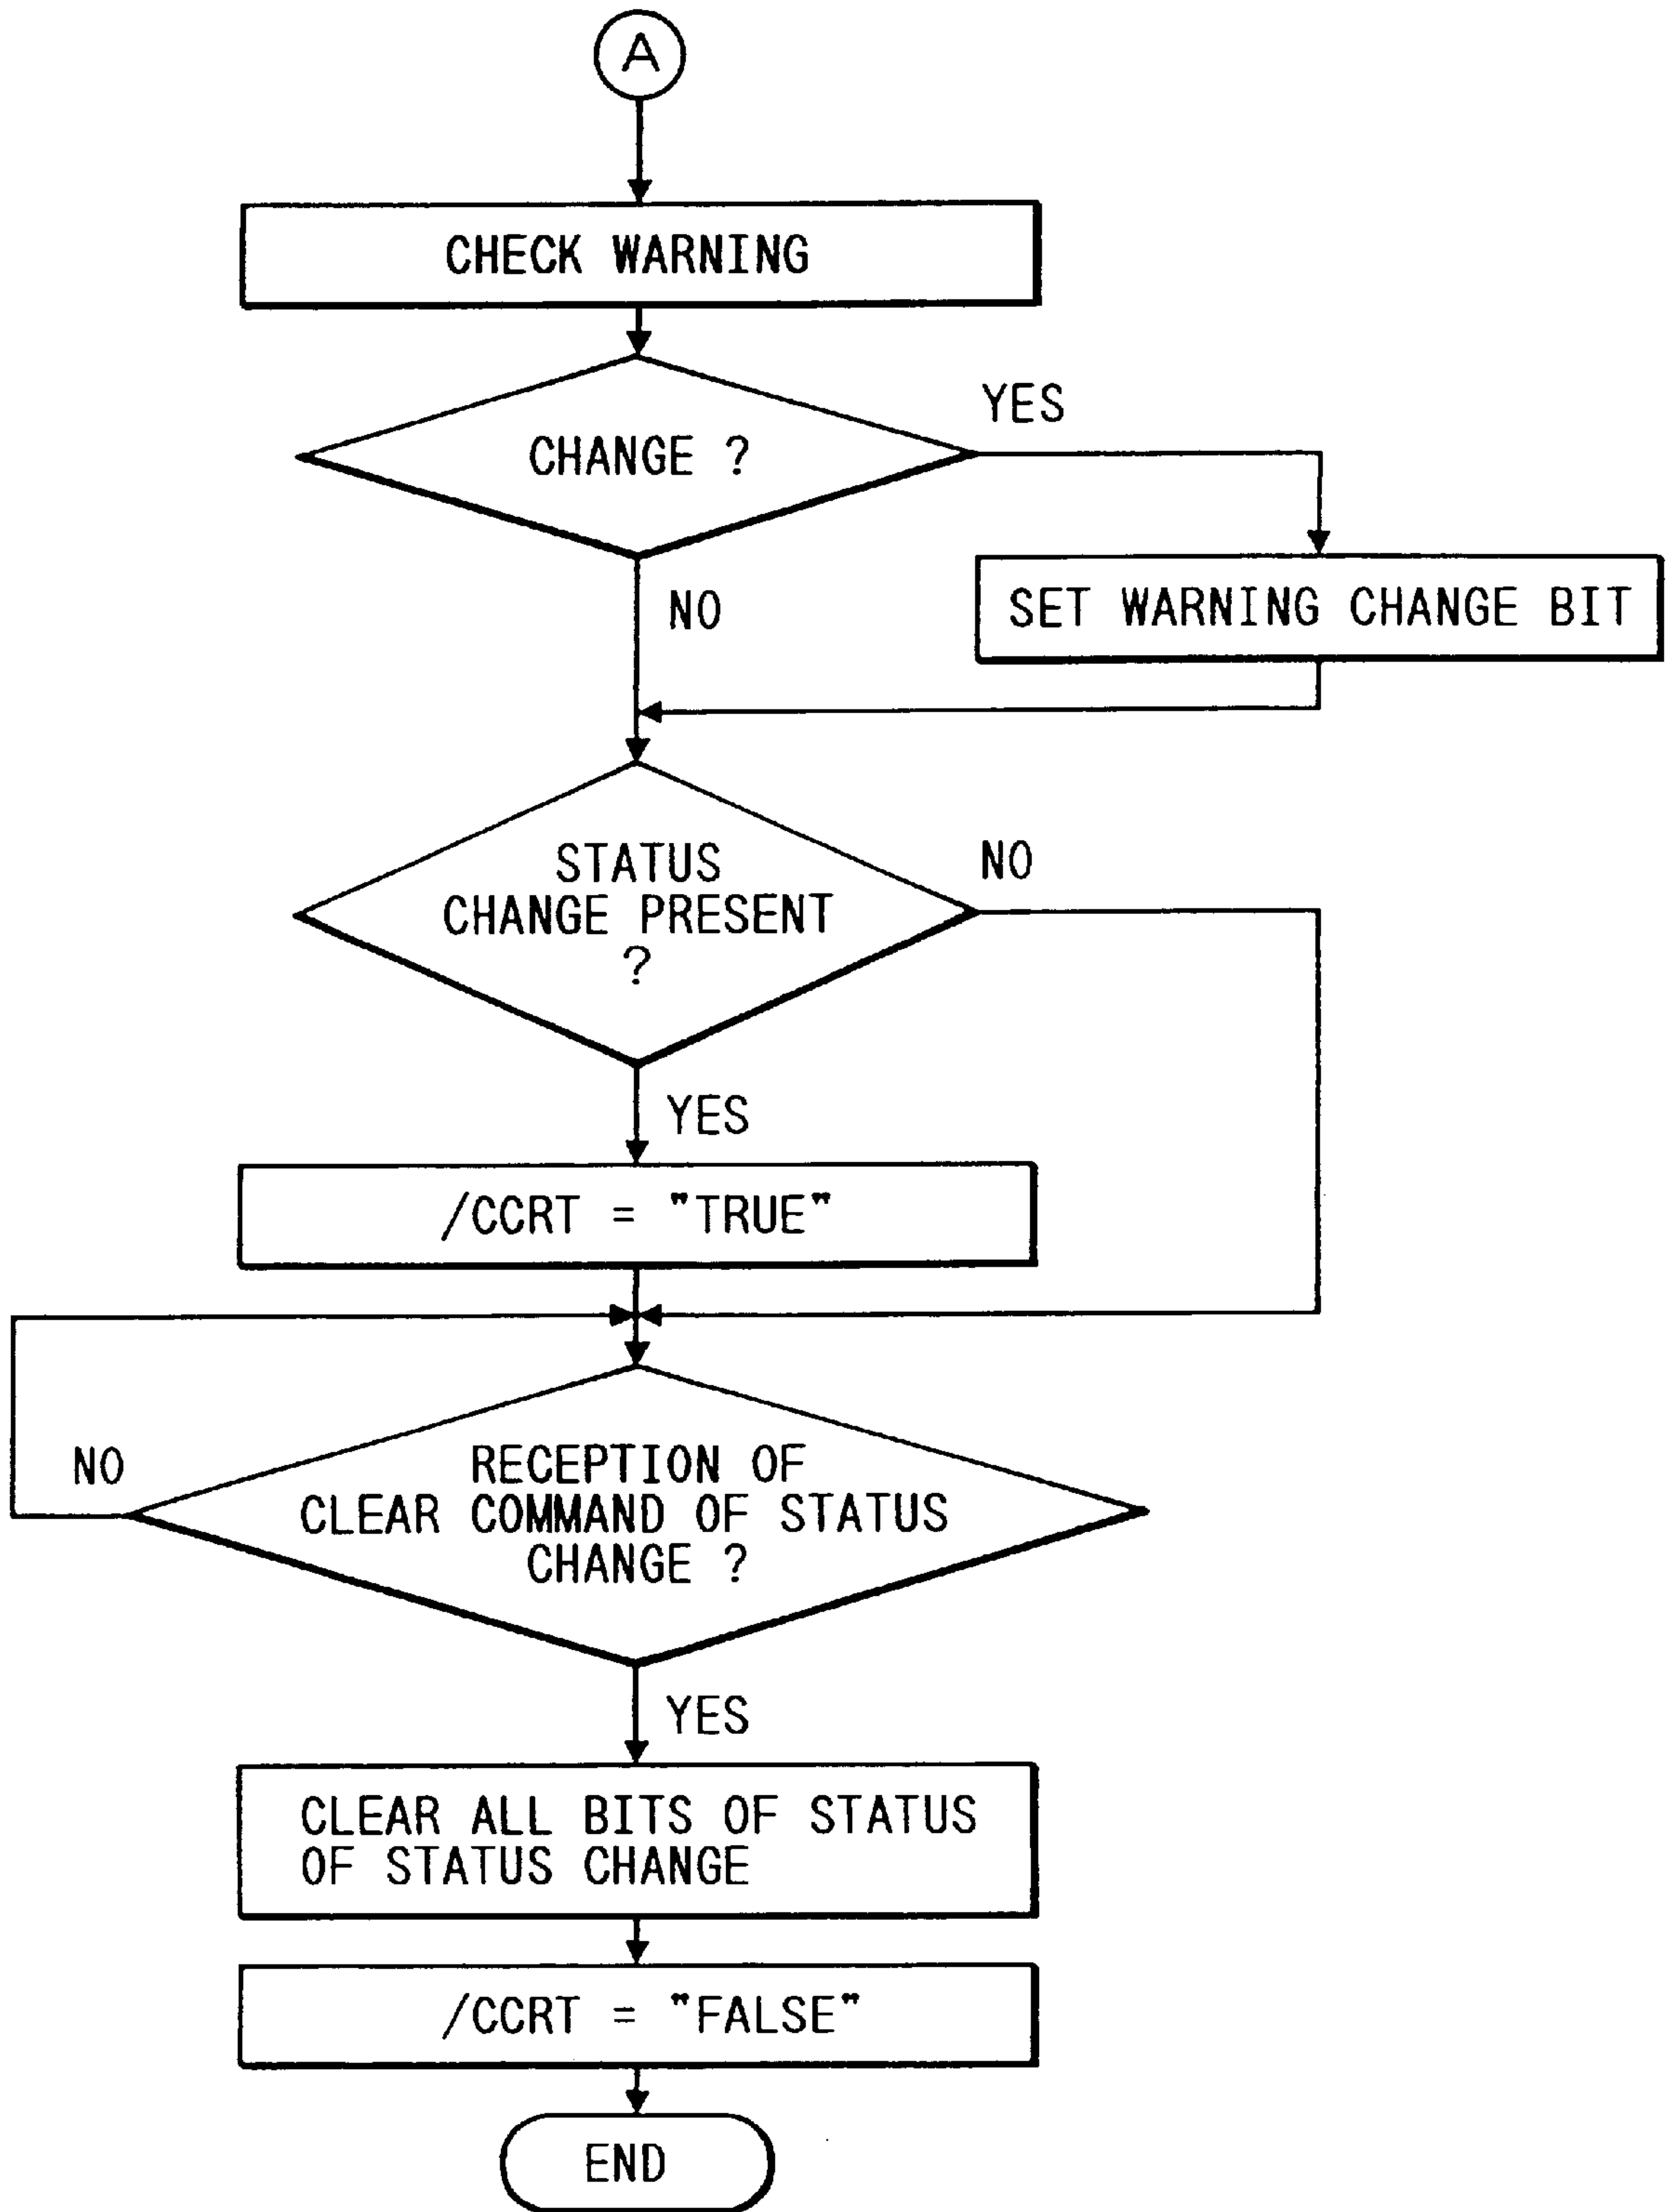 A
CHECK WARNING
YES
CHANGE ?
NO
SET WARNING CHANGE BIT
STATUS
CHANGE PRESENT
?
NO
YES
/CCRT = "TRUE"
NO
RECEPTION OF
CLEAR COMMAND OF STATUS
CHANGE ?
YES
CLEAR ALL BITS OF STATUS
OF STATUS CHANGE
/CCRT = "FALSE"
END